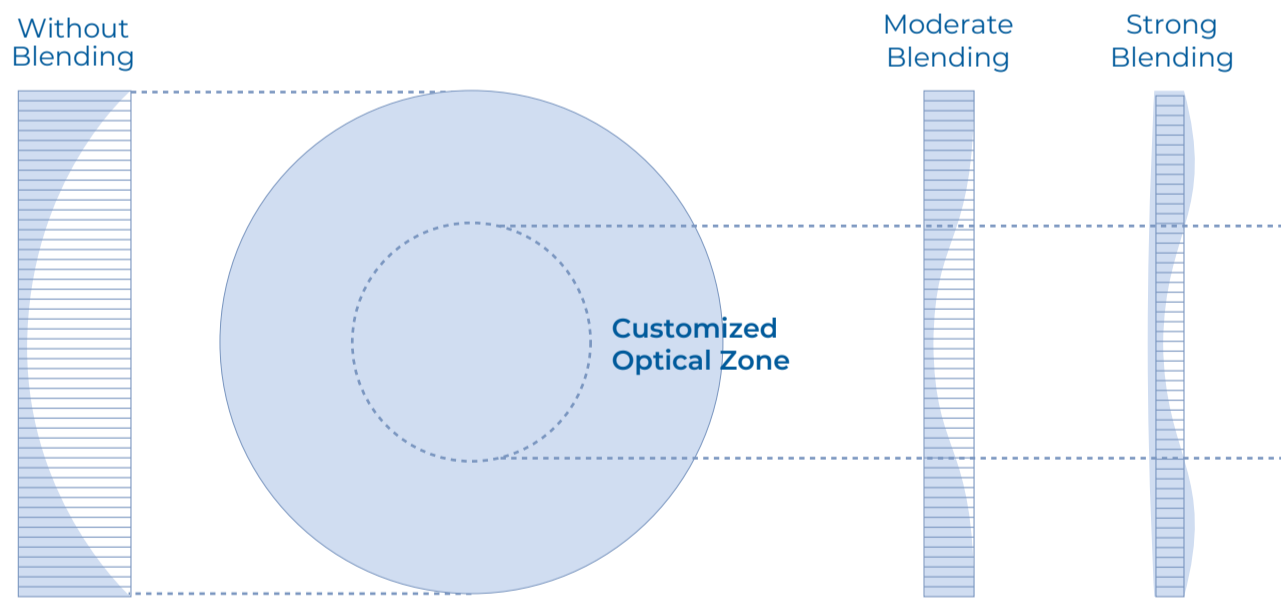 Without
Blending
Moderate
Blending
Strong
Blending
Customized
Optical Zone